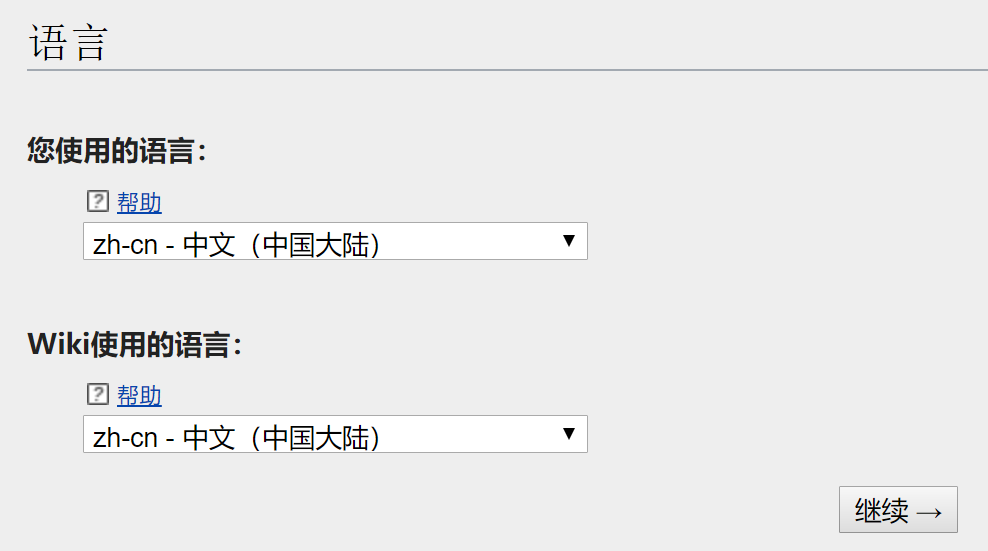 语言
您使用的语言：
? 帮助
zh-cn - 中文（中国大陆）
Wiki使用的语言：
? 帮助
zh-cn - 中文（中国大陆）
继续 →